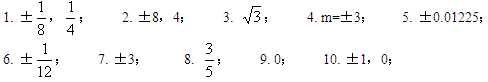 1. ±1/8，1/4； 2. ±8，4； 3. √3； 4. m=±3； 5. ±0.01225；
6. ±1/12； 7. ±3； 8. 3/5； 9. 0； 10. ±1，0；